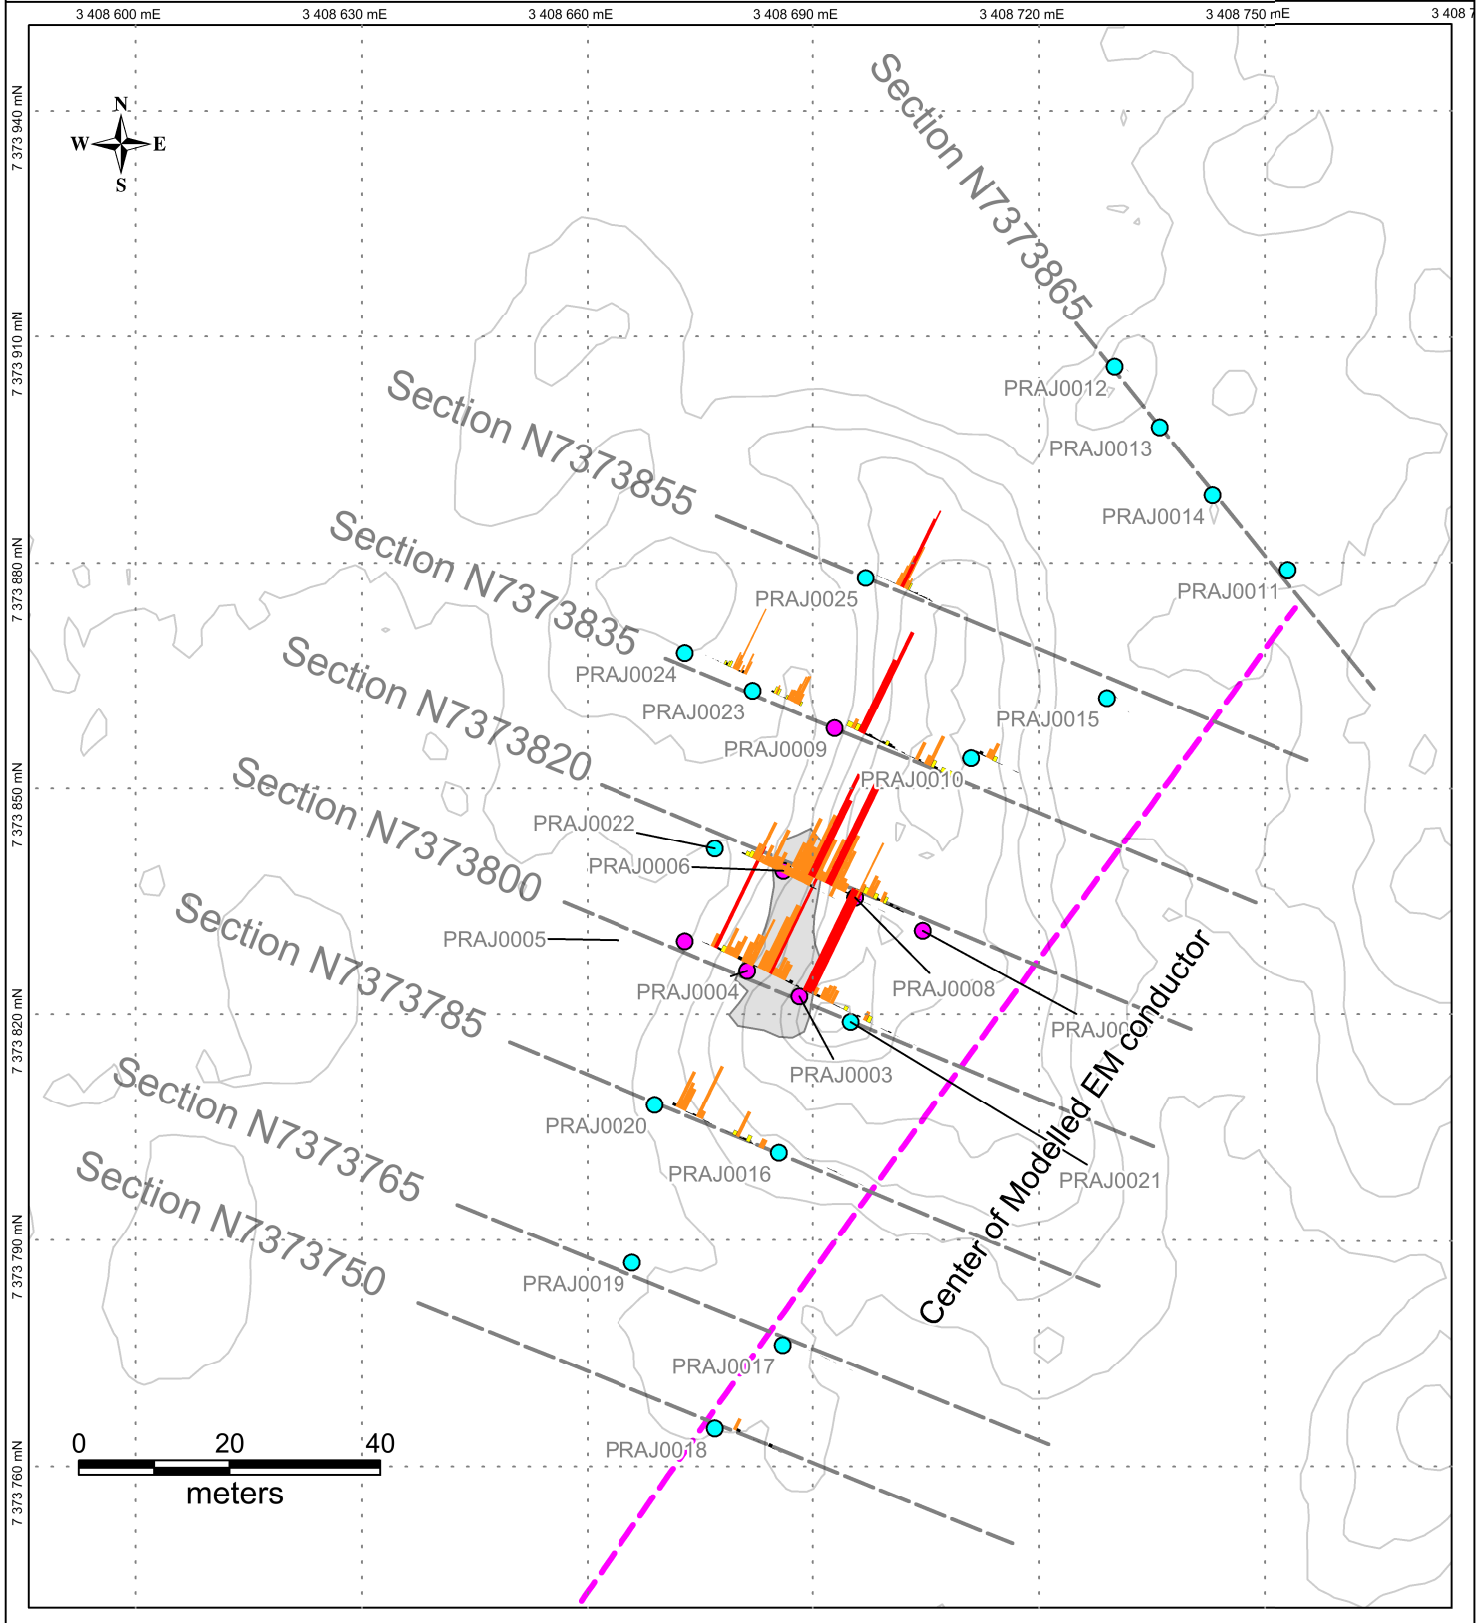 3 408 600 mE
3 408 630 mE
3 408 660 mE
3 408 690 mE
3 408 720 mE
3 408 750 mE
3 408 7
7 373 940 mN
7 373 910 mN
7 373 880 mN
7 373 850 mN
7 373 820 mN
7 373 790 mN
7 373 760 mN
N
W E
S
Section N7373865
PRAJ0012
PRAJ0013
PRAJ0014
PRAJ0011
Section N7373855
PRAJ0025
PRAJ0015
Section N7373835
PRAJ0024
PRAJ0023
PRAJ0009
PRAJ0010
Section N7373820
PRAJ0022
PRAJ0006
PRAJ0008
PRAJ00
Section N7373800
PRAJ0005
PRAJ0004
PRAJ0003
PRAJ0021
Section N7373785
PRAJ0020
PRAJ0016
Section N7373765
PRAJ0019
PRAJ0017
Section N7373750
PRAJ0018
Center of Modelled EM conductor
0 20 40
meters